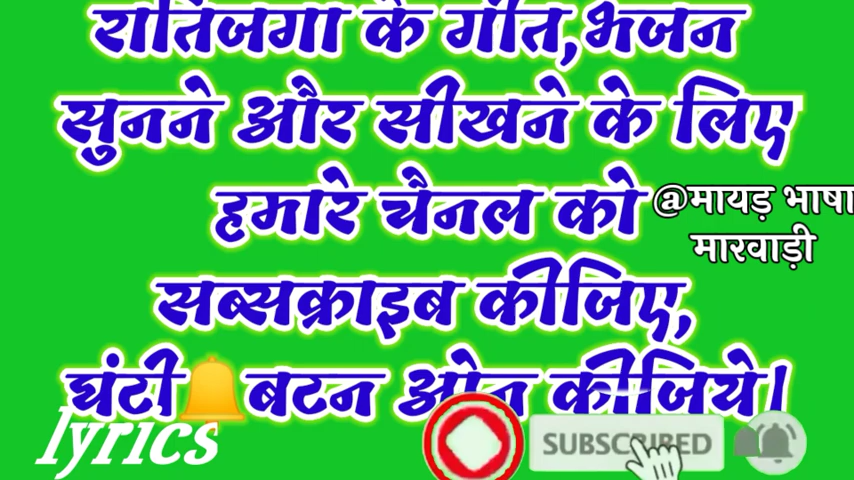 रातिजगा के गीत,भजन
सुनने और सीखने के लिए
हमारे चैनल को
@मायड़ भाषा
मारवाड़ी
सब्सक्राइब कीजिए,
घंटी🔔बटन ओन कीजिये।
lyrics
SUBSCRIBED